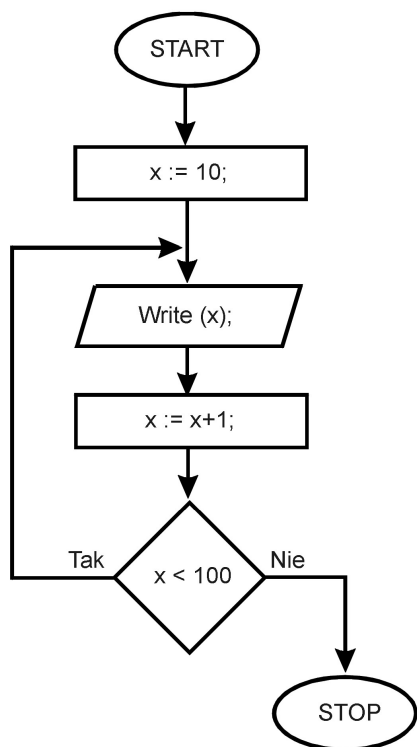 START
x := 10;
Write (x);
x := x+1;
Tak
x < 100
Nie
STOP